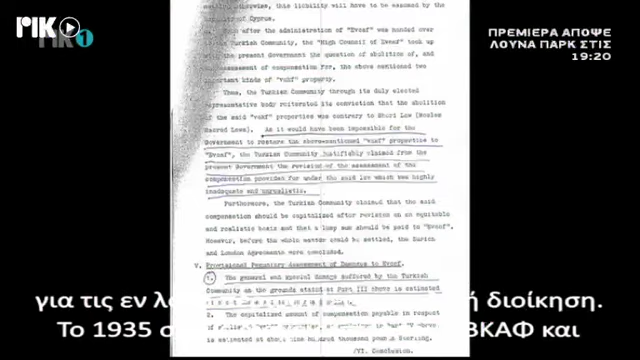 ΡΙΚ
ΡΙΚ 1
ΠΡΕΜΙΕΡΑ ΑΠΟΨΕ
ΛΟΥΝΑ ΠΑΡΚ ΣΤΙΣ
19:20
otherwise, this liability will have to be assumed by the
of Cyprus.
after the administration of "Evcaf" was handed over
the Turkish Community, the "High Council of Evcaf" took up
the present Government the question of abolition of, and
assessment of compensation for, the above mentioned two
important kinds of "vakf" property.
Thus, the Turkish Community through its duly elected
representative body reiterated its conviction that the abolition
of the said "vakf" properties was contrary to Sheri Law (Moslem
Sacred Laws). As it would have been impossible for the
Government to restore the above-mentioned "vakf" properties to
"Evcaf", the Turkish Community justifiably claimed from the
present Government the revision of the assessment of the
compensation provided for under the said law which was highly
inadequate and unrealistic.
Furthermore, the Turkish Community claimed that the said
compensation should be capitalized after revision on an equitable
and realistic basis and that a lump sum should be paid to "Evcaf".
However, before the whole matter could be settled, the Zurich
and London Agreements were concluded.
V. Provisional Pecuniary Assessment of Damages to Evcaf.
1. The general and special damage suffered by the Turkish
Community on the grounds stated at Part III above is estimated
2. The capitalized amount of compensation payable in respect
is estimated at
hundred thousand pounds Sterling.
/VI. Conclusion.
για τις εν διοίκηση.
Το 1935 ΒΚΑΦ και